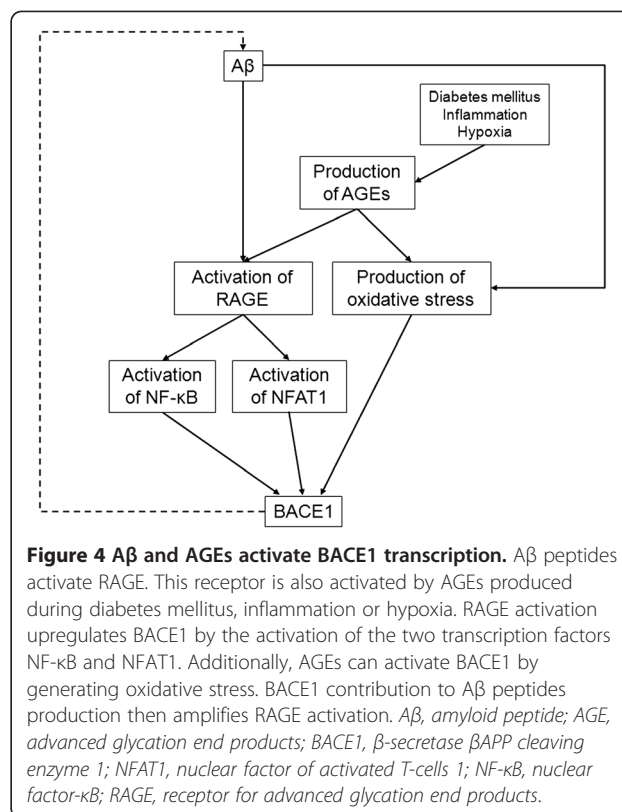 Aβ
Diabetes mellitus
Inflammation
Hypoxia
Production
of AGEs
Activation of
RAGE
Production of
oxidative stress
Activation
of NF-κB
Activation
of NFAT1
BACE1
Figure 4 Aβ and AGEs activate BACE1 transcription. Aβ peptides
activate RAGE. This receptor is also activated by AGEs produced
during diabetes mellitus, inflammation or hypoxia. RAGE activation
upregulates BACE1 by the activation of the two transcription factors
NF-κB and NFAT1. Additionally, AGEs can activate BACE1 by
generating oxidative stress. BACE1 contribution to Aβ peptides
production then amplifies RAGE activation. Aβ, amyloid peptide; AGE,
advanced glycation end products; BACE1, β-secretase βAPP cleaving
enzyme 1; NFAT1, nuclear factor of activated T-cells 1; NF-κB, nuclear
factor-κB; RAGE, receptor for advanced glycation end products.